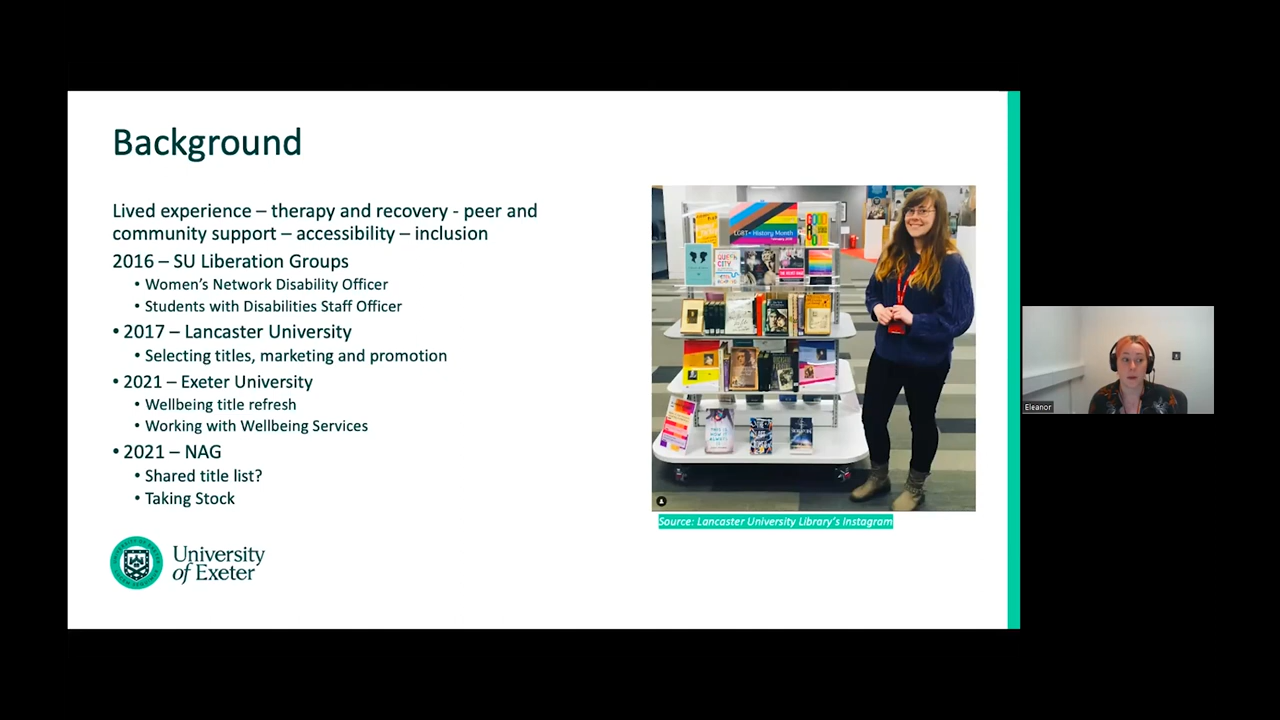 Background
Lived experience – therapy and recovery - peer and
community support – accessibility – inclusion
2016 – SU Liberation Groups
• Women's Network Disability Officer
• Students with Disabilities Staff Officer
• 2017 – Lancaster University
• Selecting titles, marketing and promotion
• 2021 – Exeter University
• Wellbeing title refresh
• Working with Wellbeing Services
• 2021 – NAG
• Shared title list?
• Taking Stock
University
of Exeter
LGBT+ History Month
QUEER
CITY
Source: Lancaster University Library's Instagram
Eleanor